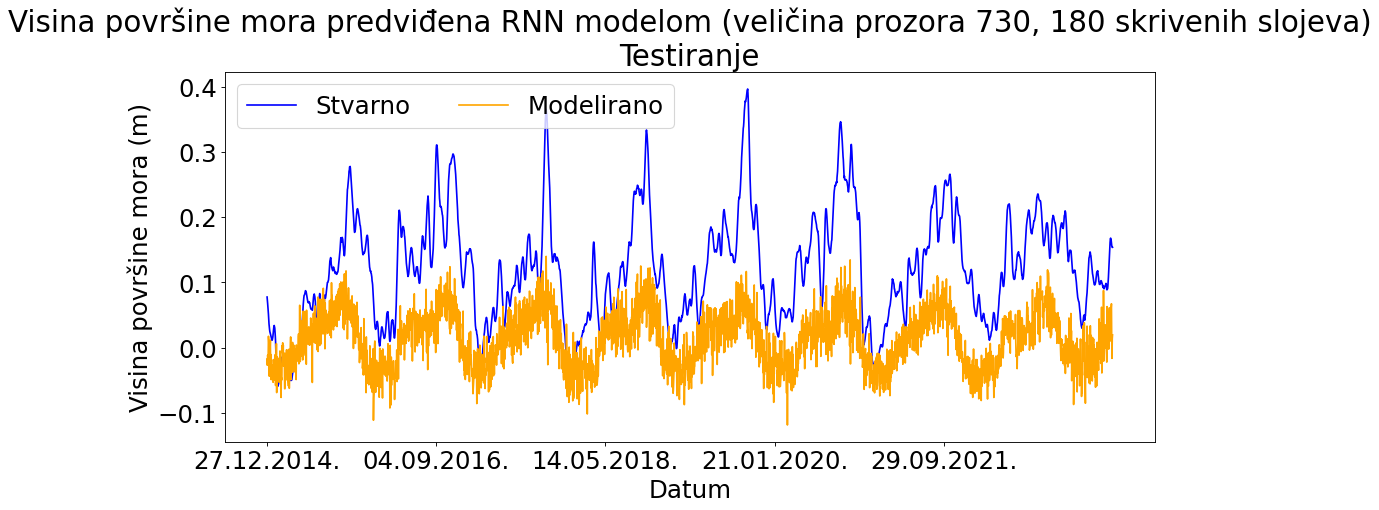 Visina površine mora predviđena RNN modelom (veličina prozora 730, 180 skrivenih slojeva)
Testiranje
Stvarno
Modelirano
Visina površine mora (m)
0.4
0.3
0.2
0.1
0.0
−0.1
27.12.2014.
04.09.2016.
14.05.2018.
21.01.2020.
29.09.2021.
Datum